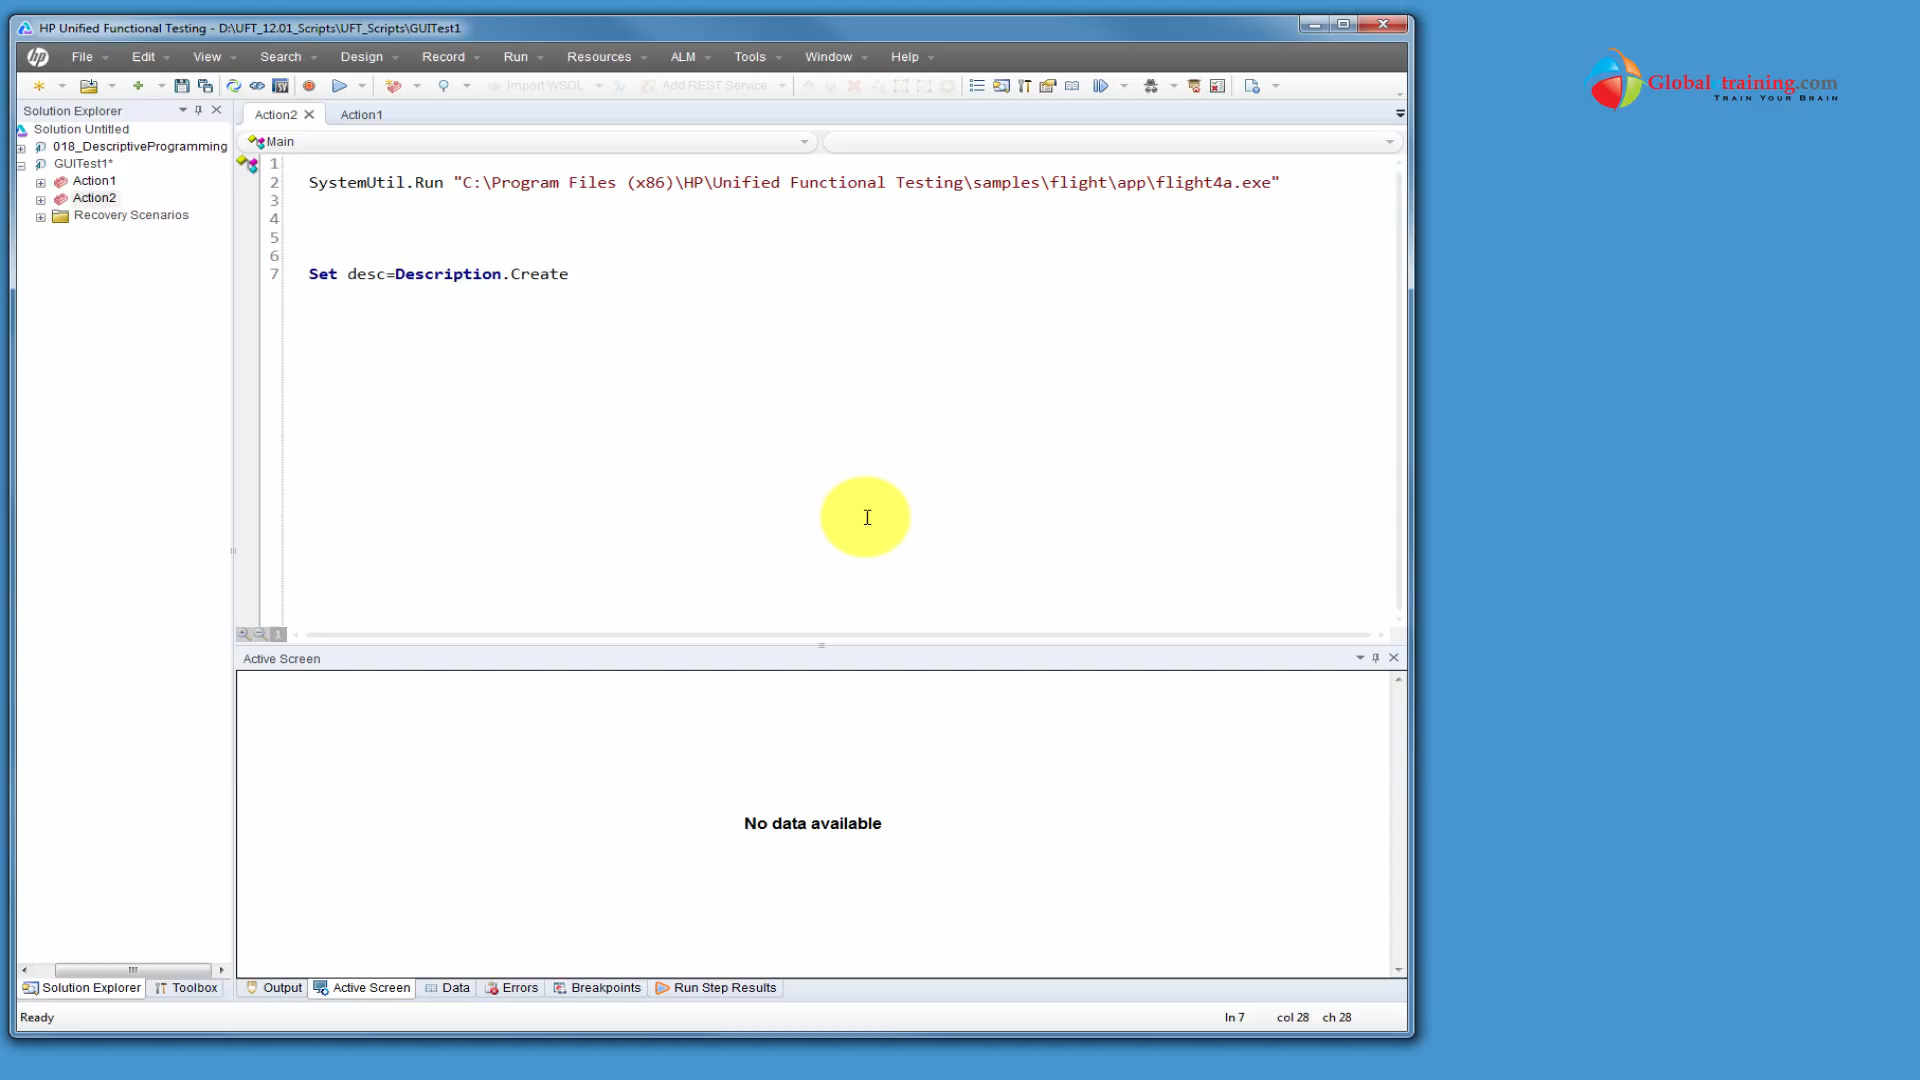 HP Unified Functional Testing - D:\UFT_12.01_Scripts\UFT_Scripts\GUITest1
hp File Edit View Search Design Record Run Resources ALM Tools Window Help
Import WSDL Add REST Service
Global training.com
TRAIN YOUR BRAIN
Solution Explorer
Solution Untitled
018_DescriptiveProgramming
GUITest1*
Action1
Action2
Recovery Scenarios
Action2 Action1
Main
1
2 SystemUtil.Run "C:\Program Files (x86)\HP\Unified Functional Testing\samples\flight\app\flight4a.exe"
3
4
5
6
7 Set desc=Description.Create
1
Active Screen
No data available
Solution Explorer Toolbox
Output Active Screen Data Errors Breakpoints Run Step Results
Ready ln 7 col 28 ch 28